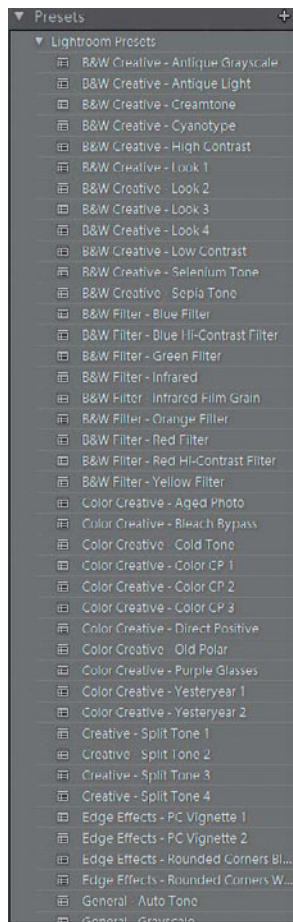 Presets +
Lightroom Presets
B&W Creative - Antique Grayscale
B&W Creative - Antique Light
B&W Creative - Creamtone
B&W Creative - Cyanotype
B&W Creative - High Contrast
B&W Creative - Look 1
B&W Creative - Look 2
B&W Creative - Look 3
B&W Creative - Look 4
B&W Creative - Low Contrast
B&W Creative - Selenium Tone
B&W Creative - Sepia Tone
B&W Filter - Blue Filter
B&W Filter - Blue Hi-Contrast Filter
B&W Filter - Green Filter
B&W Filter - Infrared
B&W Filter - Infrared Film Grain
B&W Filter - Orange Filter
B&W Filter - Red Filter
B&W Filter - Red Hi-Contrast Filter
B&W Filter - Yellow Filter
Color Creative - Aged Photo
Color Creative - Bleach Bypass
Color Creative - Cold Tone
Color Creative - Color CP 1
Color Creative - Color CP 2
Color Creative - Color CP 3
Color Creative - Direct Positive
Color Creative - Old Polar
Color Creative - Purple Glasses
Color Creative - Yesteryear 1
Color Creative - Yesteryear 2
Creative - Split Tone 1
Creative - Split Tone 2
Creative - Split Tone 3
Creative - Split Tone 4
Edge Effects - PC Vignette 1
Edge Effects - PC Vignette 2
Edge Effects - Rounded Corners Bl...
Edge Effects - Rounded Corners W...
General - Auto Tone
General - Grayscale